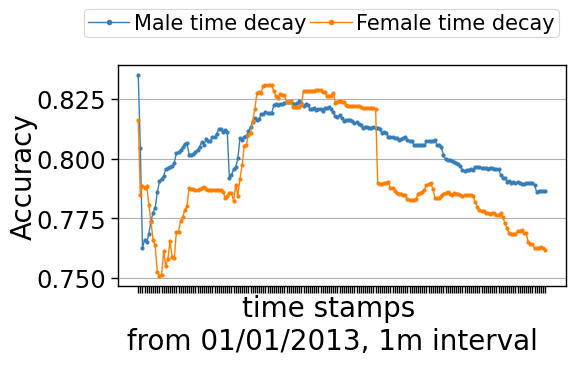 Male time decay Female time decay
Accuracy
0.825
0.800
0.775
0.750
time stamps
from 01/01/2013, 1m interval